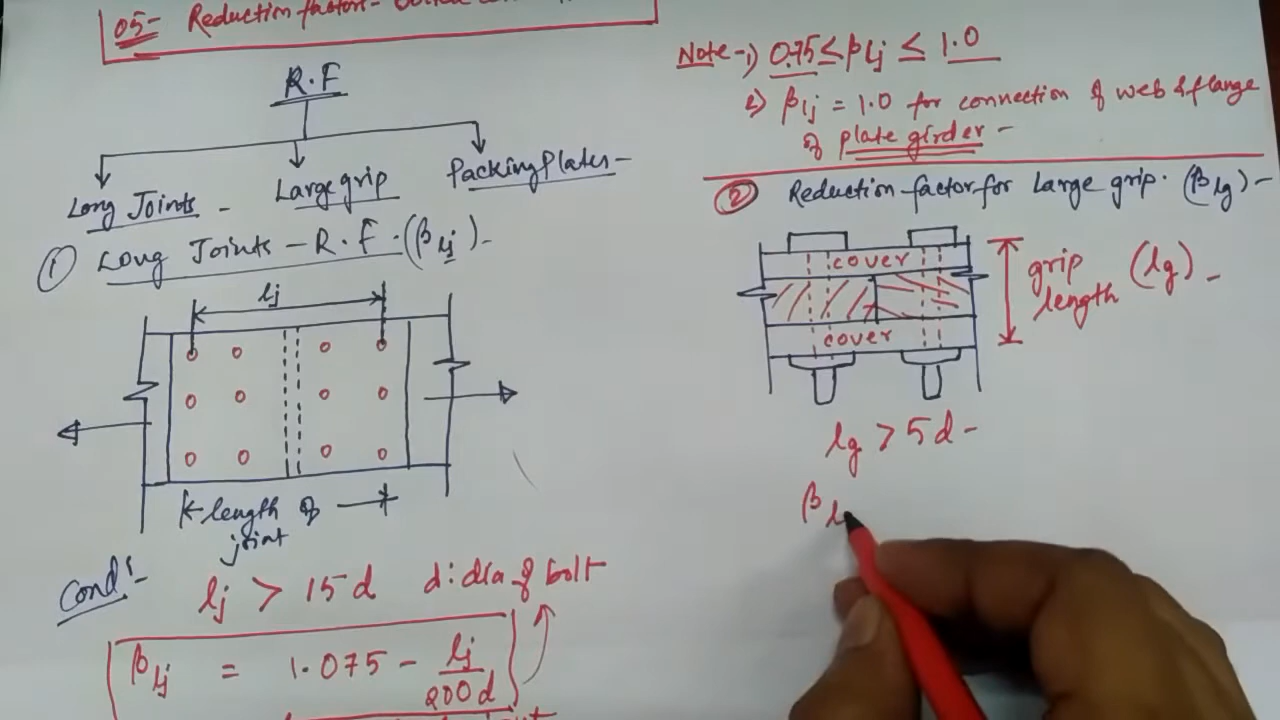 05- Reduction factors-
R.F
Long Joints -
Large grip
Packing Plates -
① Long Joints - R.F. (βlj) -
lj
K-length of
joint
Cond':-
lj > 15d d: dia of bolt
βlj = 1.075 - lj/200d
Note -1) 0.75 ≤ βlj ≤ 1.0
2) βlj = 1.0 for connection of web & flange
of plate girder -
② Reduction factor for Large grip. (βlg) -
cover
cover
grip
length (lg) -
lg > 5d -
βl